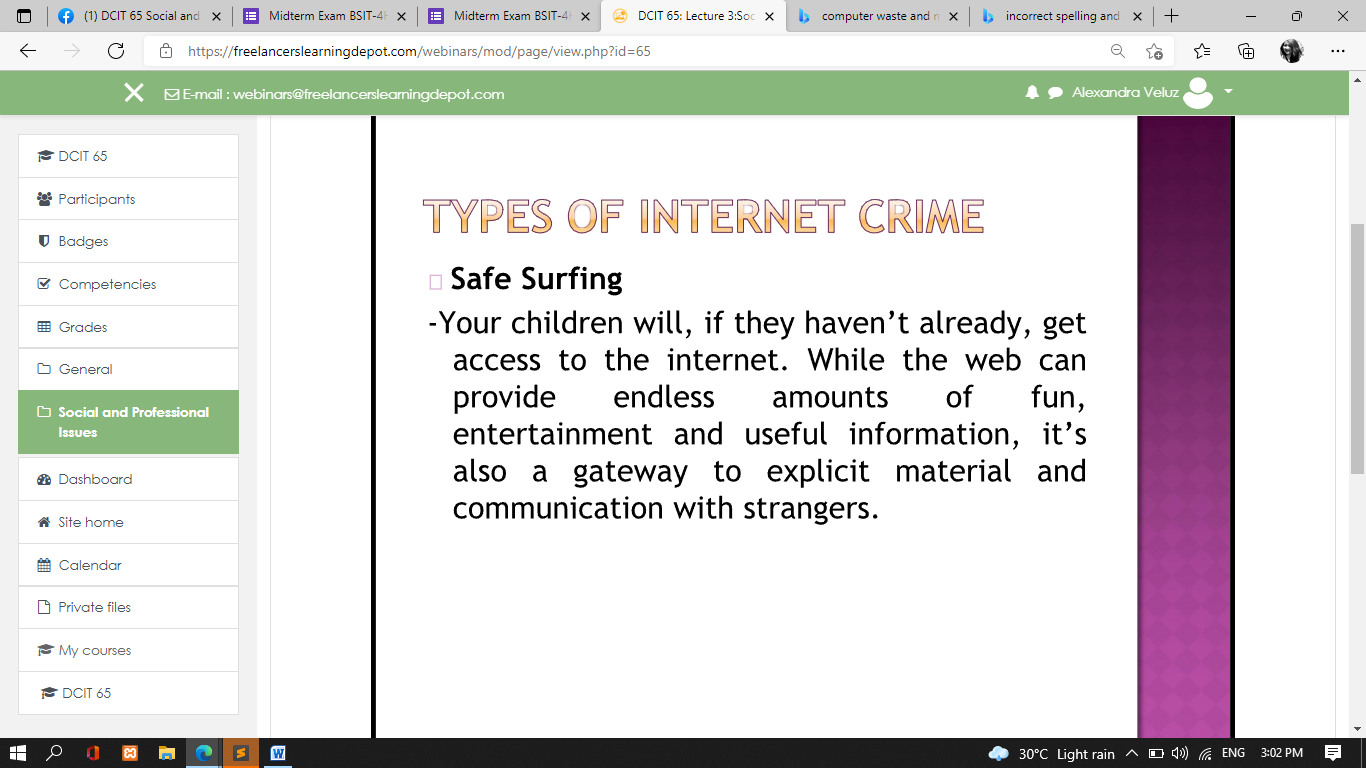 (1) DCIT 65 Social and
Midterm Exam BSIT-4
Midterm Exam BSIT-4
DCIT 65: Lecture 3:Soc
computer waste and m
incorrect spelling and
https://freelancerslearningdepot.com/webinars/mod/page/view.php?id=65
E-mail : webinars@freelancerslearningdepot.com
Alexandra Veluz
DCIT 65
Participants
Badges
Competencies
Grades
General
Social and Professional
Issues
Dashboard
Site home
Calendar
Private files
My courses
DCIT 65
TYPES OF INTERNET CRIME
Safe Surfing
-Your children will, if they haven’t already, get
access to the internet. While the web can
provide endless amounts of fun,
entertainment and useful information, it’s
also a gateway to explicit material and
communication with strangers.
30°C Light rain
ENG
3:02 PM